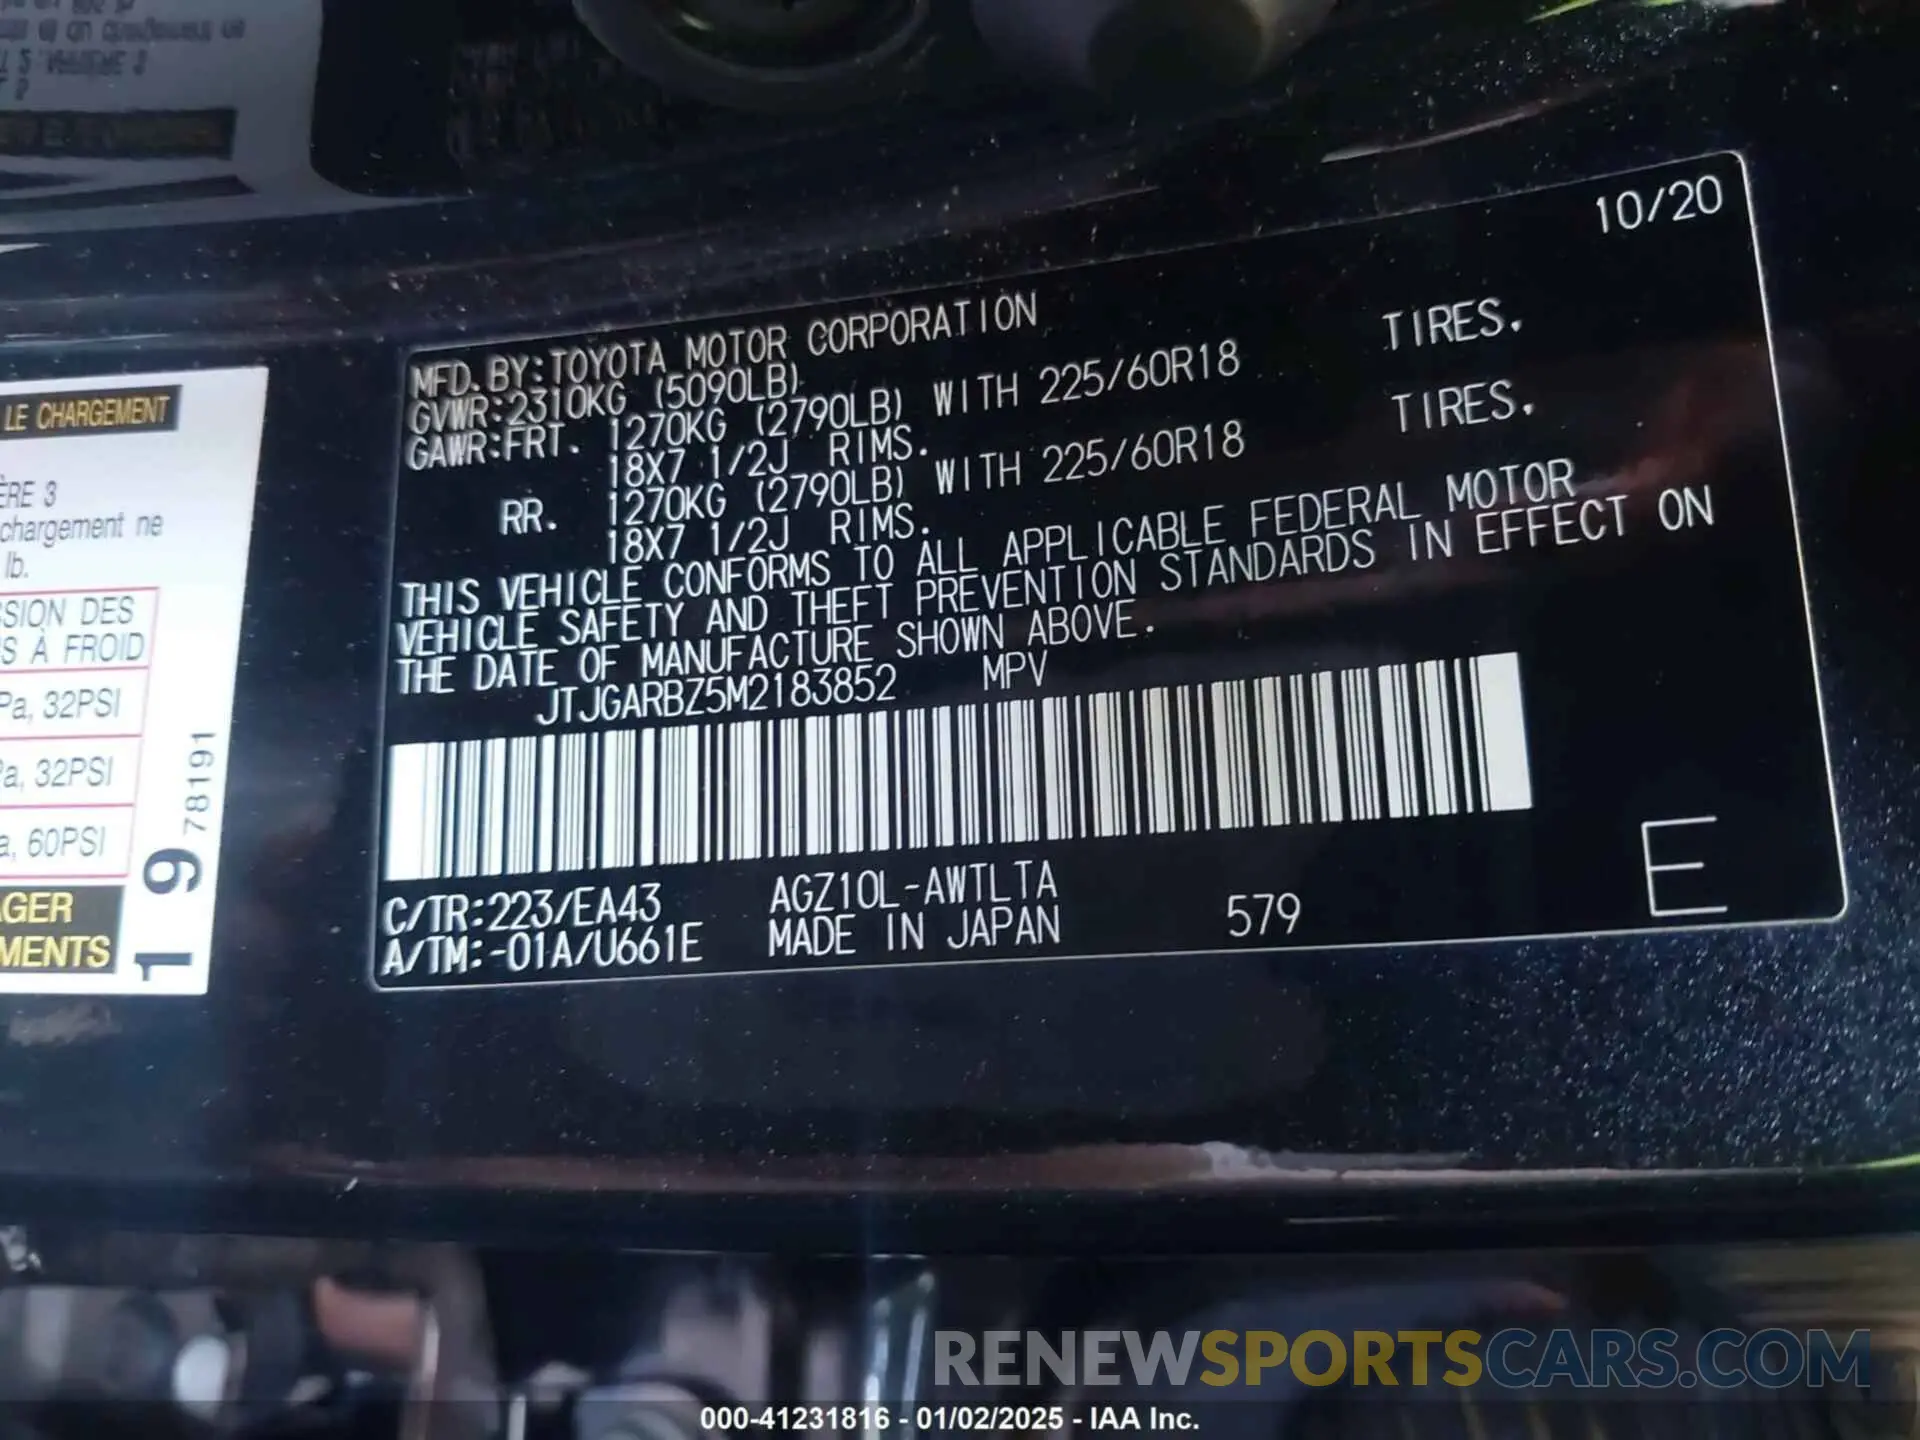 LE CHARGEMENT
ÈRE 3
chargement ne
lb.
SION DES
S À FROID
Pa, 32PSI
Pa, 32PSI
a, 60PSI
GER
MENTS
19 78191
10/20
MFD. BY:TOYOTA MOTOR CORPORATION
GVWR:2310KG (5090LB)
GAWR:FRT. 1270KG (2790LB) WITH 225/60R18 TIRES.
18X7 1/2J RIMS.
RR. 1270KG (2790LB) WITH 225/60R18 TIRES.
18X7 1/2J RIMS.
THIS VEHICLE CONFORMS TO ALL APPLICABLE FEDERAL MOTOR
VEHICLE SAFETY AND THEFT PREVENTION STANDARDS IN EFFECT ON
THE DATE OF MANUFACTURE SHOWN ABOVE.
JTJGARBZ5M2183852 MPV
C/TR:223/EA43 AGZ10L-AWTLTA
A/TM:-01A/U661E MADE IN JAPAN 579
E
RENEWSPORTSCARS.COM
000-41231816 - 01/02/2025 - IAA Inc.